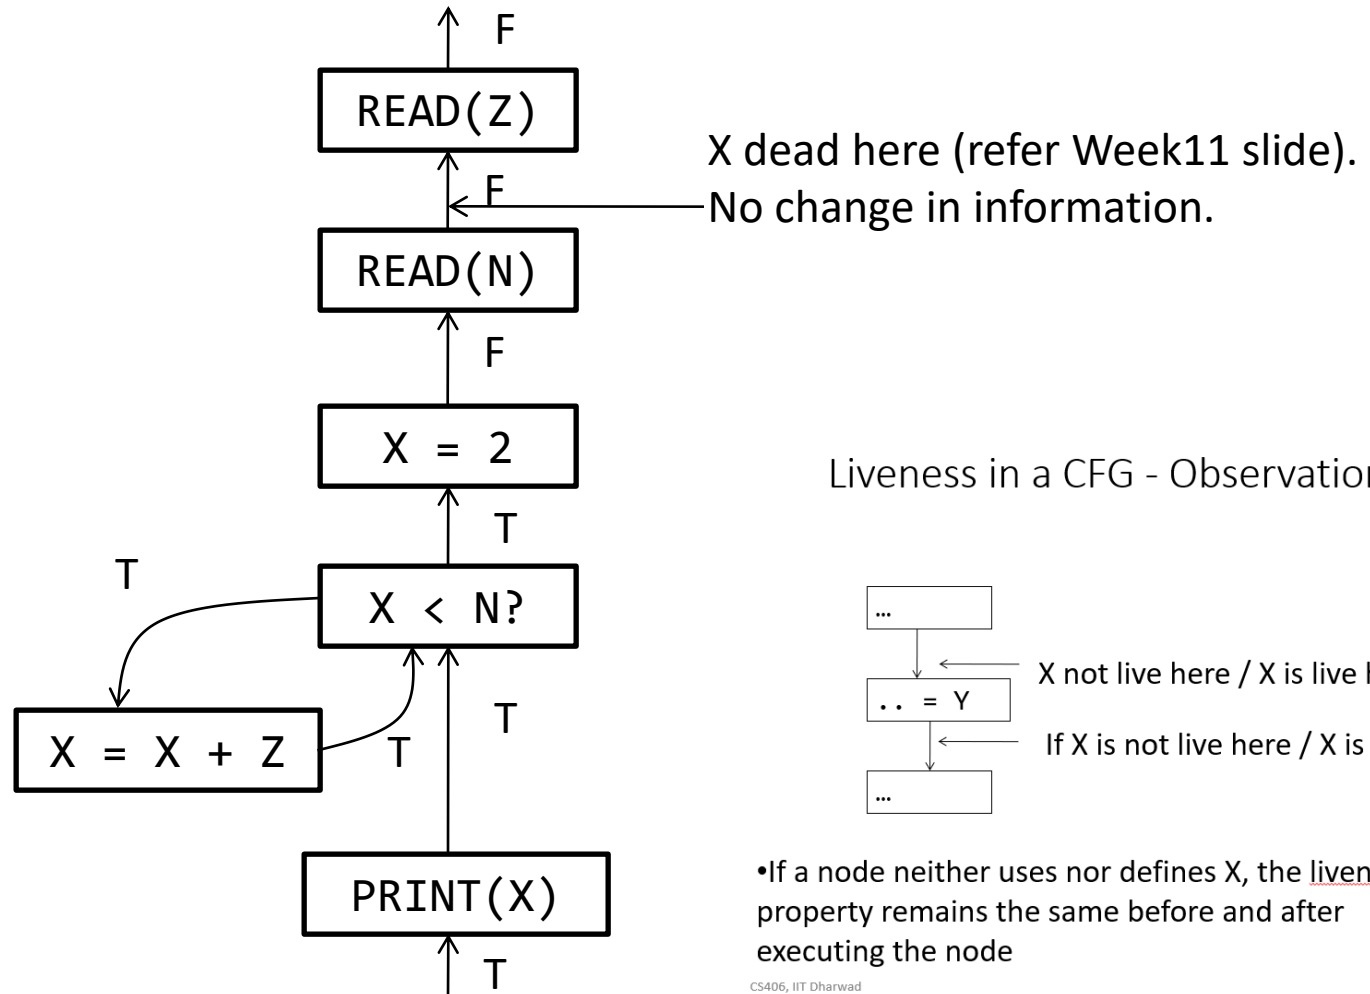 F
READ(Z)
X dead here (refer Week11 slide).
F
No change in information.
READ(N)
F
X = 2
Liveness in a CFG - Observation
T
T
X < N?
...
X not live here / X is live
.. = Y
T
X = X + Z
T
If X is not live here / X is
...
•If a node neither uses nor defines X, the liven
property remains the same before and after
executing the node
PRINT(X)
T
CS406, IIT Dharwad